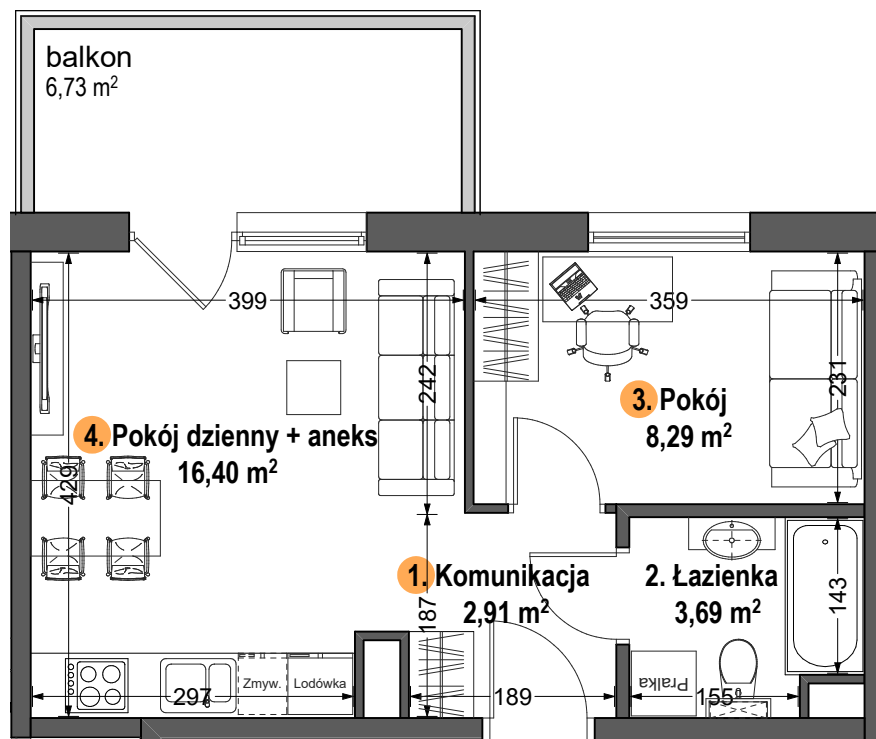 balkon
6,73 m²
399
359
242
231
3. Pokój
8,29 m²
4. Pokój dzienny + aneks
16,40 m²
429
1. Komunikacja
2,91 m²
187
2. Łazienka
3,69 m²
143
Zmyw.
Lodówka
Pralka
297
189
155